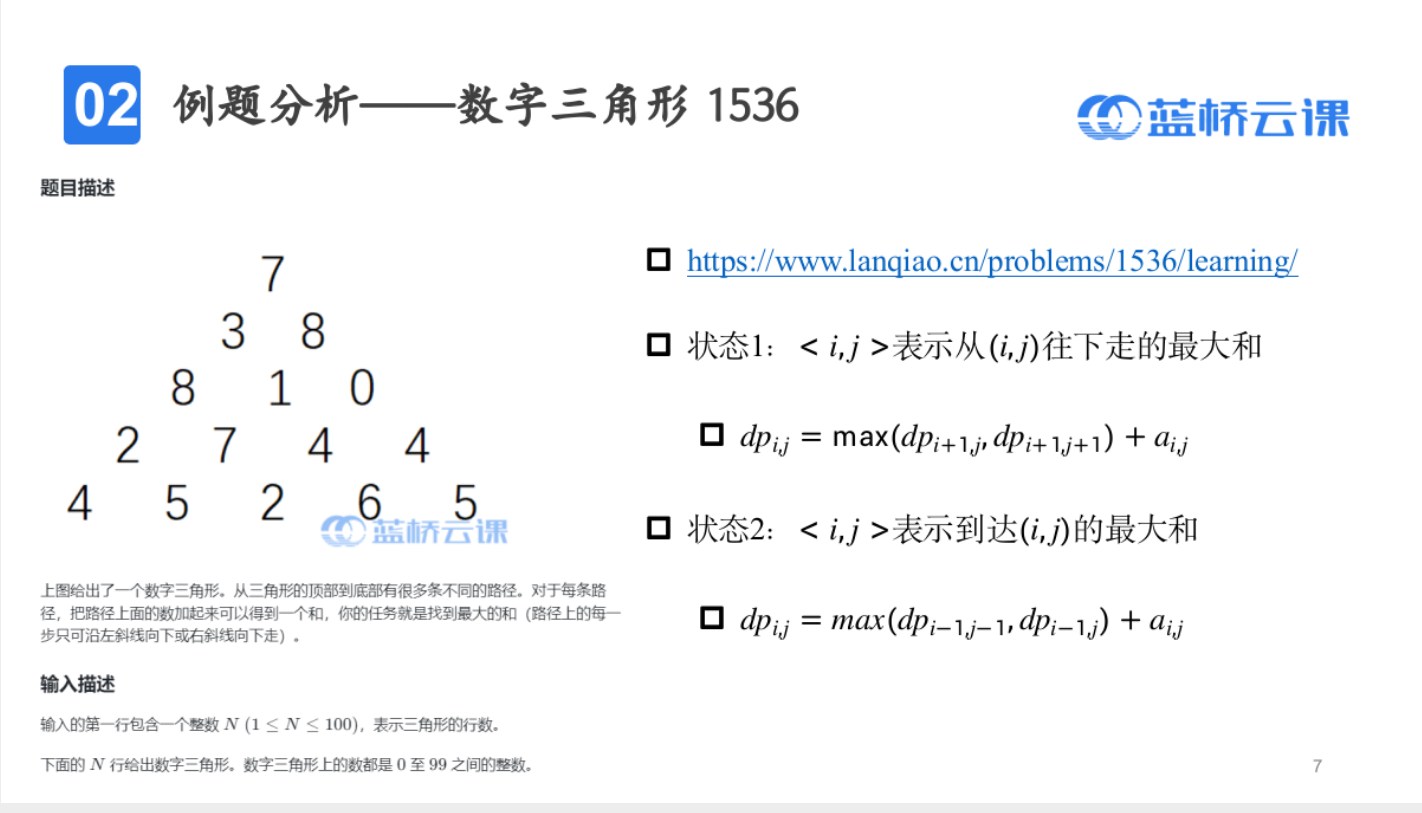 02 例题分析——数字三角形 1536
蓝桥云课
题目描述
7
3 8
8 1 0
2 7 4 4
4 5 2 6 5
蓝桥云课
上图给出了一个数字三角形。从三角形的顶部到底部有很多条不同的路径。对于每条路
径，把路径上面的数加起来可以得到一个和，你的任务就是找到最大的和（路径上的每一
步只可沿左斜线向下或右斜线向下走）。
输入描述
输入的第一行包含一个整数 N (1 ≤ N ≤ 100)，表示三角形的行数。
下面的 N 行给出数字三角形。数字三角形上的数都是 0 至 99 之间的整数。
https://www.lanqiao.cn/problems/1536/learning/
状态1：< i,j >表示从(i,j)往下走的最大和
dp_{i,j} = max(dp_{i+1,j}, dp_{i+1,j+1}) + a_{i,j}
状态2：< i,j >表示到达(i,j)的最大和
dp_{i,j} = max(dp_{i−1,j−1}, dp_{i−1,j}) + a_{i,j}
7